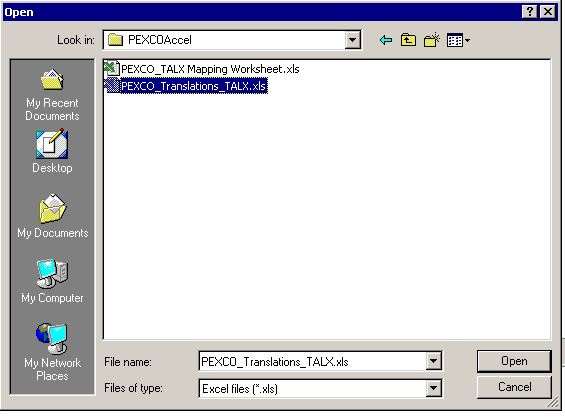 Open
Look in: PEXCOAccel
PEXCO_TALX Mapping Worksheet.xls
PEXCO_Translations_TALX.xls
My Recent
Documents
Desktop
My Documents
My Computer
My Network
Places
File name: PEXCO_Translations_TALX.xls Open
Files of type: Excel files (*.xls) Cancel